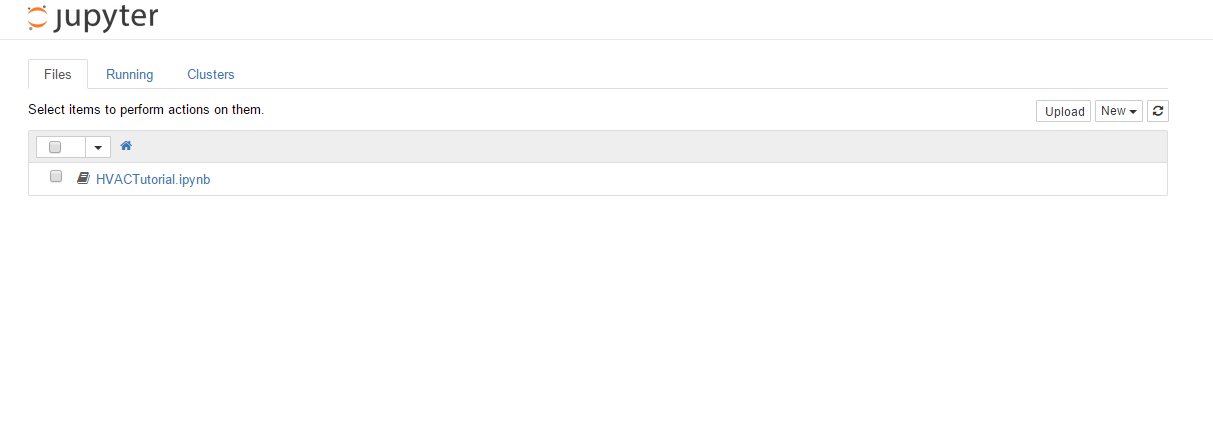 jupyter
Files Running Clusters
Select items to perform actions on them. Upload New
HVACTutorial.ipynb